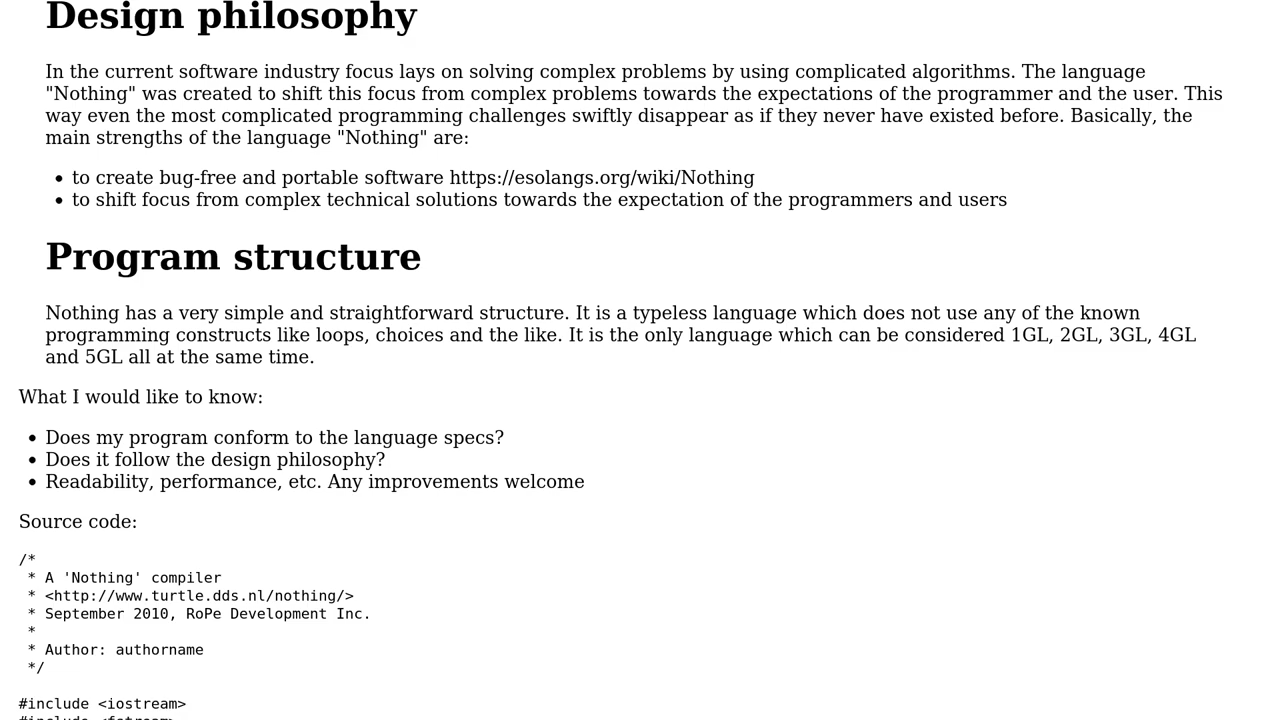 Design philosophy
In the current software industry focus lays on solving complex problems by using complicated algorithms. The language
"Nothing" was created to shift this focus from complex problems towards the expectations of the programmer and the user. This
way even the most complicated programming challenges swiftly disappear as if they never have existed before. Basically, the
main strengths of the language "Nothing" are:
• to create bug-free and portable software https://esolangs.org/wiki/Nothing
• to shift focus from complex technical solutions towards the expectation of the programmers and users
Program structure
Nothing has a very simple and straightforward structure. It is a typeless language which does not use any of the known
programming constructs like loops, choices and the like. It is the only language which can be considered 1GL, 2GL, 3GL, 4GL
and 5GL all at the same time.
What I would like to know:
• Does my program conform to the language specs?
• Does it follow the design philosophy?
• Readability, performance, etc. Any improvements welcome
Source code:
/*
 * A 'Nothing' compiler
 * <http://www.turtle.dds.nl/nothing/>
 * September 2010, RoPe Development Inc.
 *
 * Author: authorname
 */
#include <iostream>
#include <fstream>